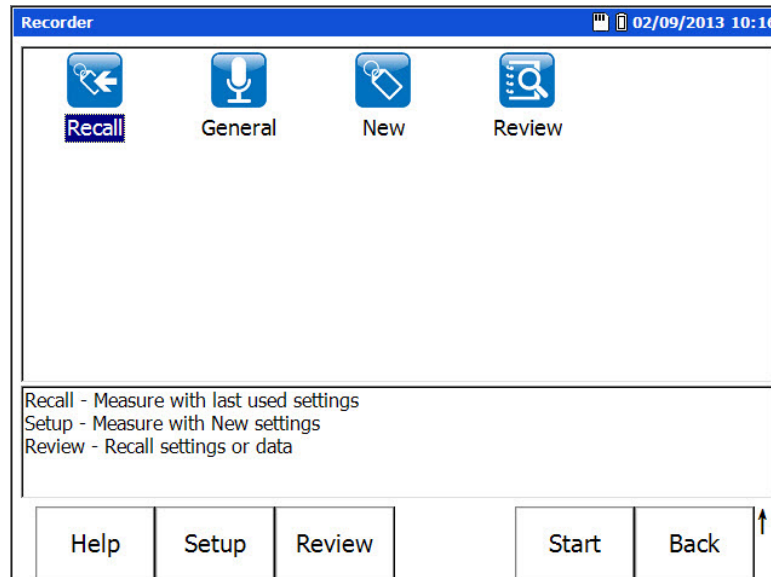 Recorder 02/09/2013 10:16
Recall General New Review
Recall - Measure with last used settings
Setup - Measure with New settings
Review - Recall settings or data
Help Setup Review Start Back